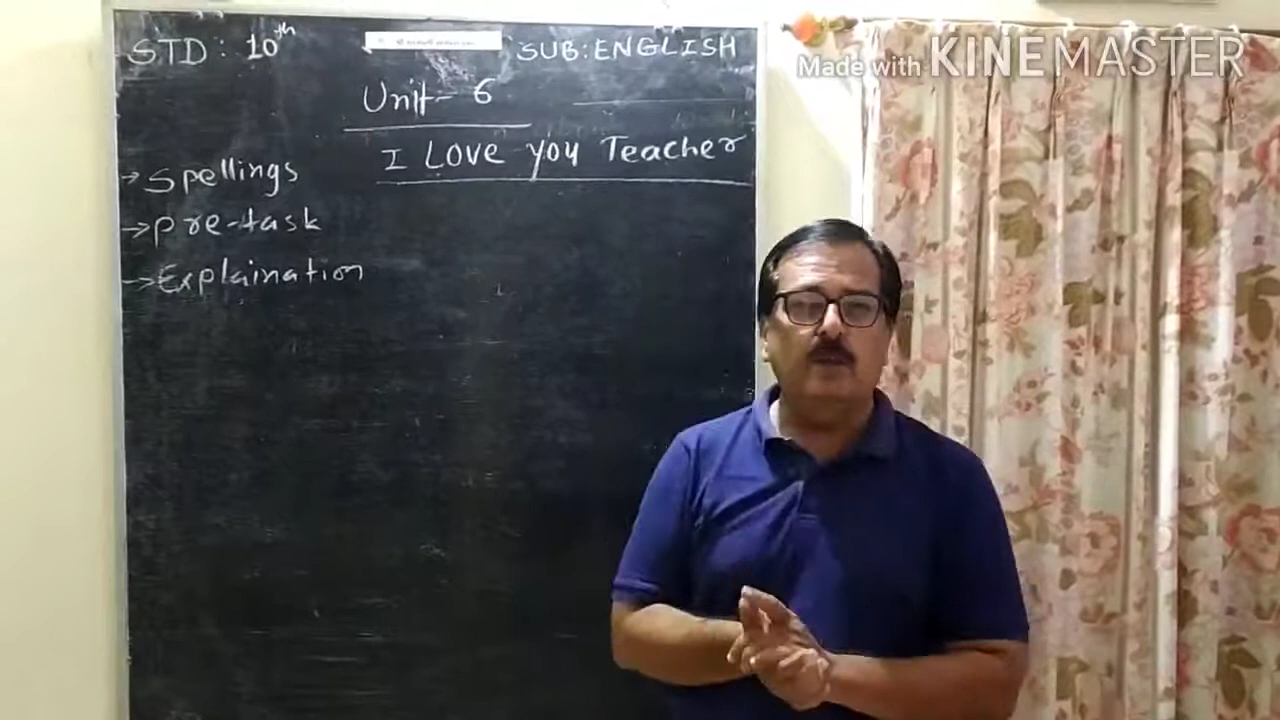 STD: 10th
SUB: ENGLISH
Made with KINEMASTER
Unit- 6
I Love you Teacher
→ Spellings
→ Pre-task
→ Explaination